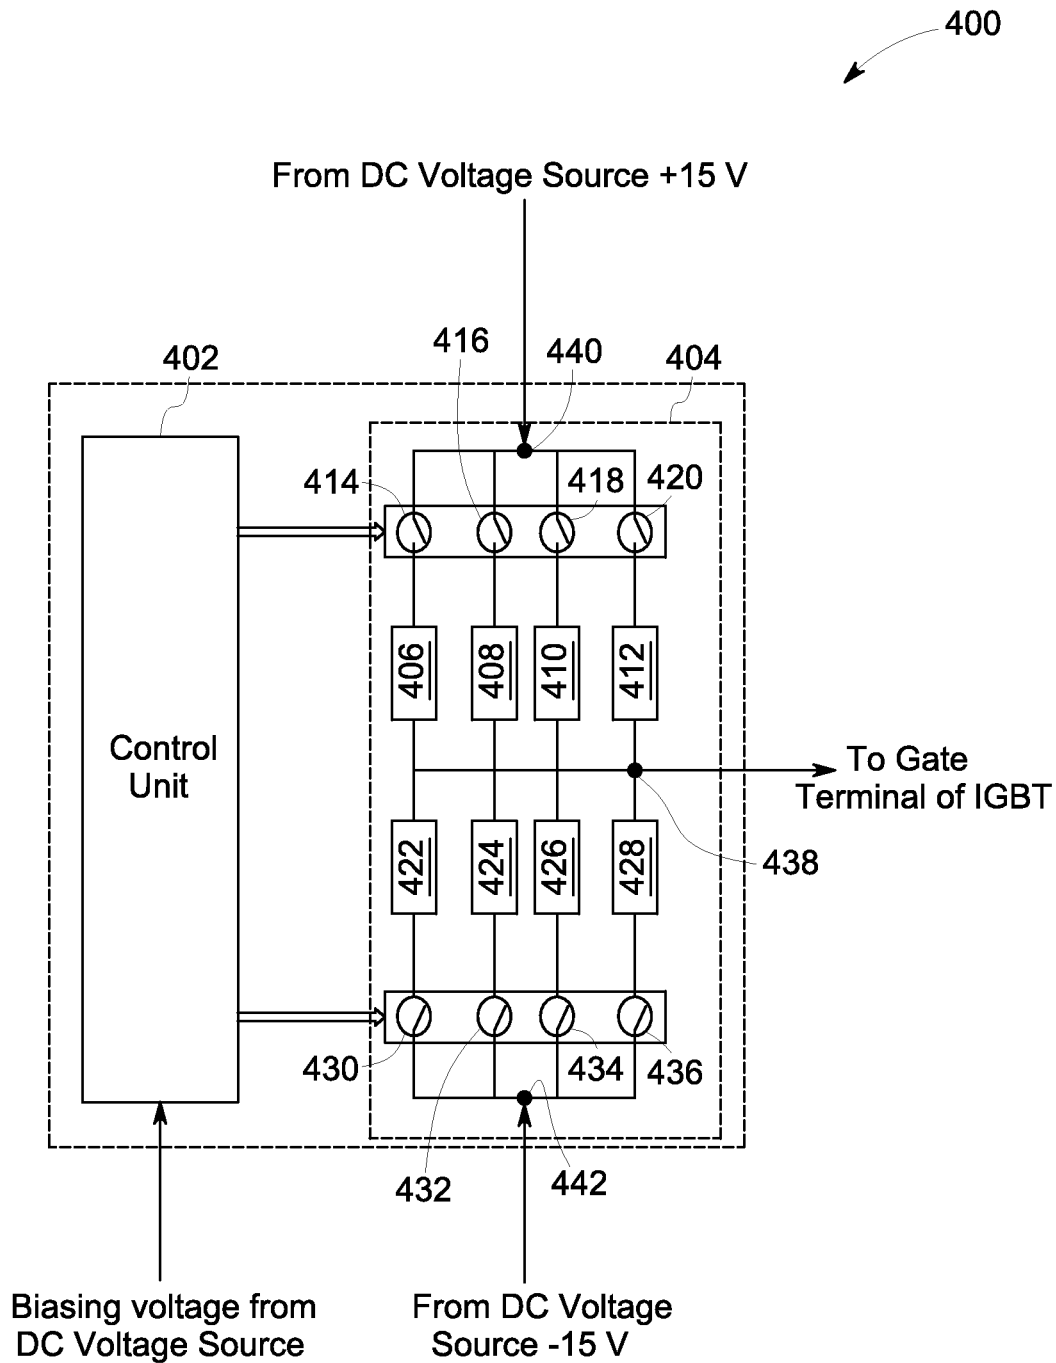 400
From DC Voltage Source +15 V
416
440
402
404
414
418
420
406
408
410
412
Control
Unit
To Gate
Terminal of IGBT
422
424
426
428
438
430
434
436
432
442
Biasing voltage from
DC Voltage Source
From DC Voltage
Source -15 V